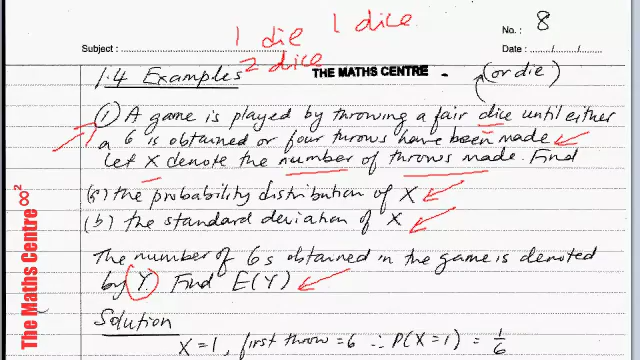 1 die 1 dice
No.: 8
Subject:
2 dice
Date: / /
1.4 Examples
THE MATHS CENTRE
(or die)
① A game is played by throwing a fair dice until either
a 6 is obtained or four throws have been made
Let X denote the number of throws made. Find
(a) the probability distribution of X
(b) the standard deviation of X
The number of 6s obtained in the game is denoted
by Y. Find E(Y)
Solution
X=1, first throw = 6 ∴ P(X=1) = 1/6
The Maths Centre ∞²